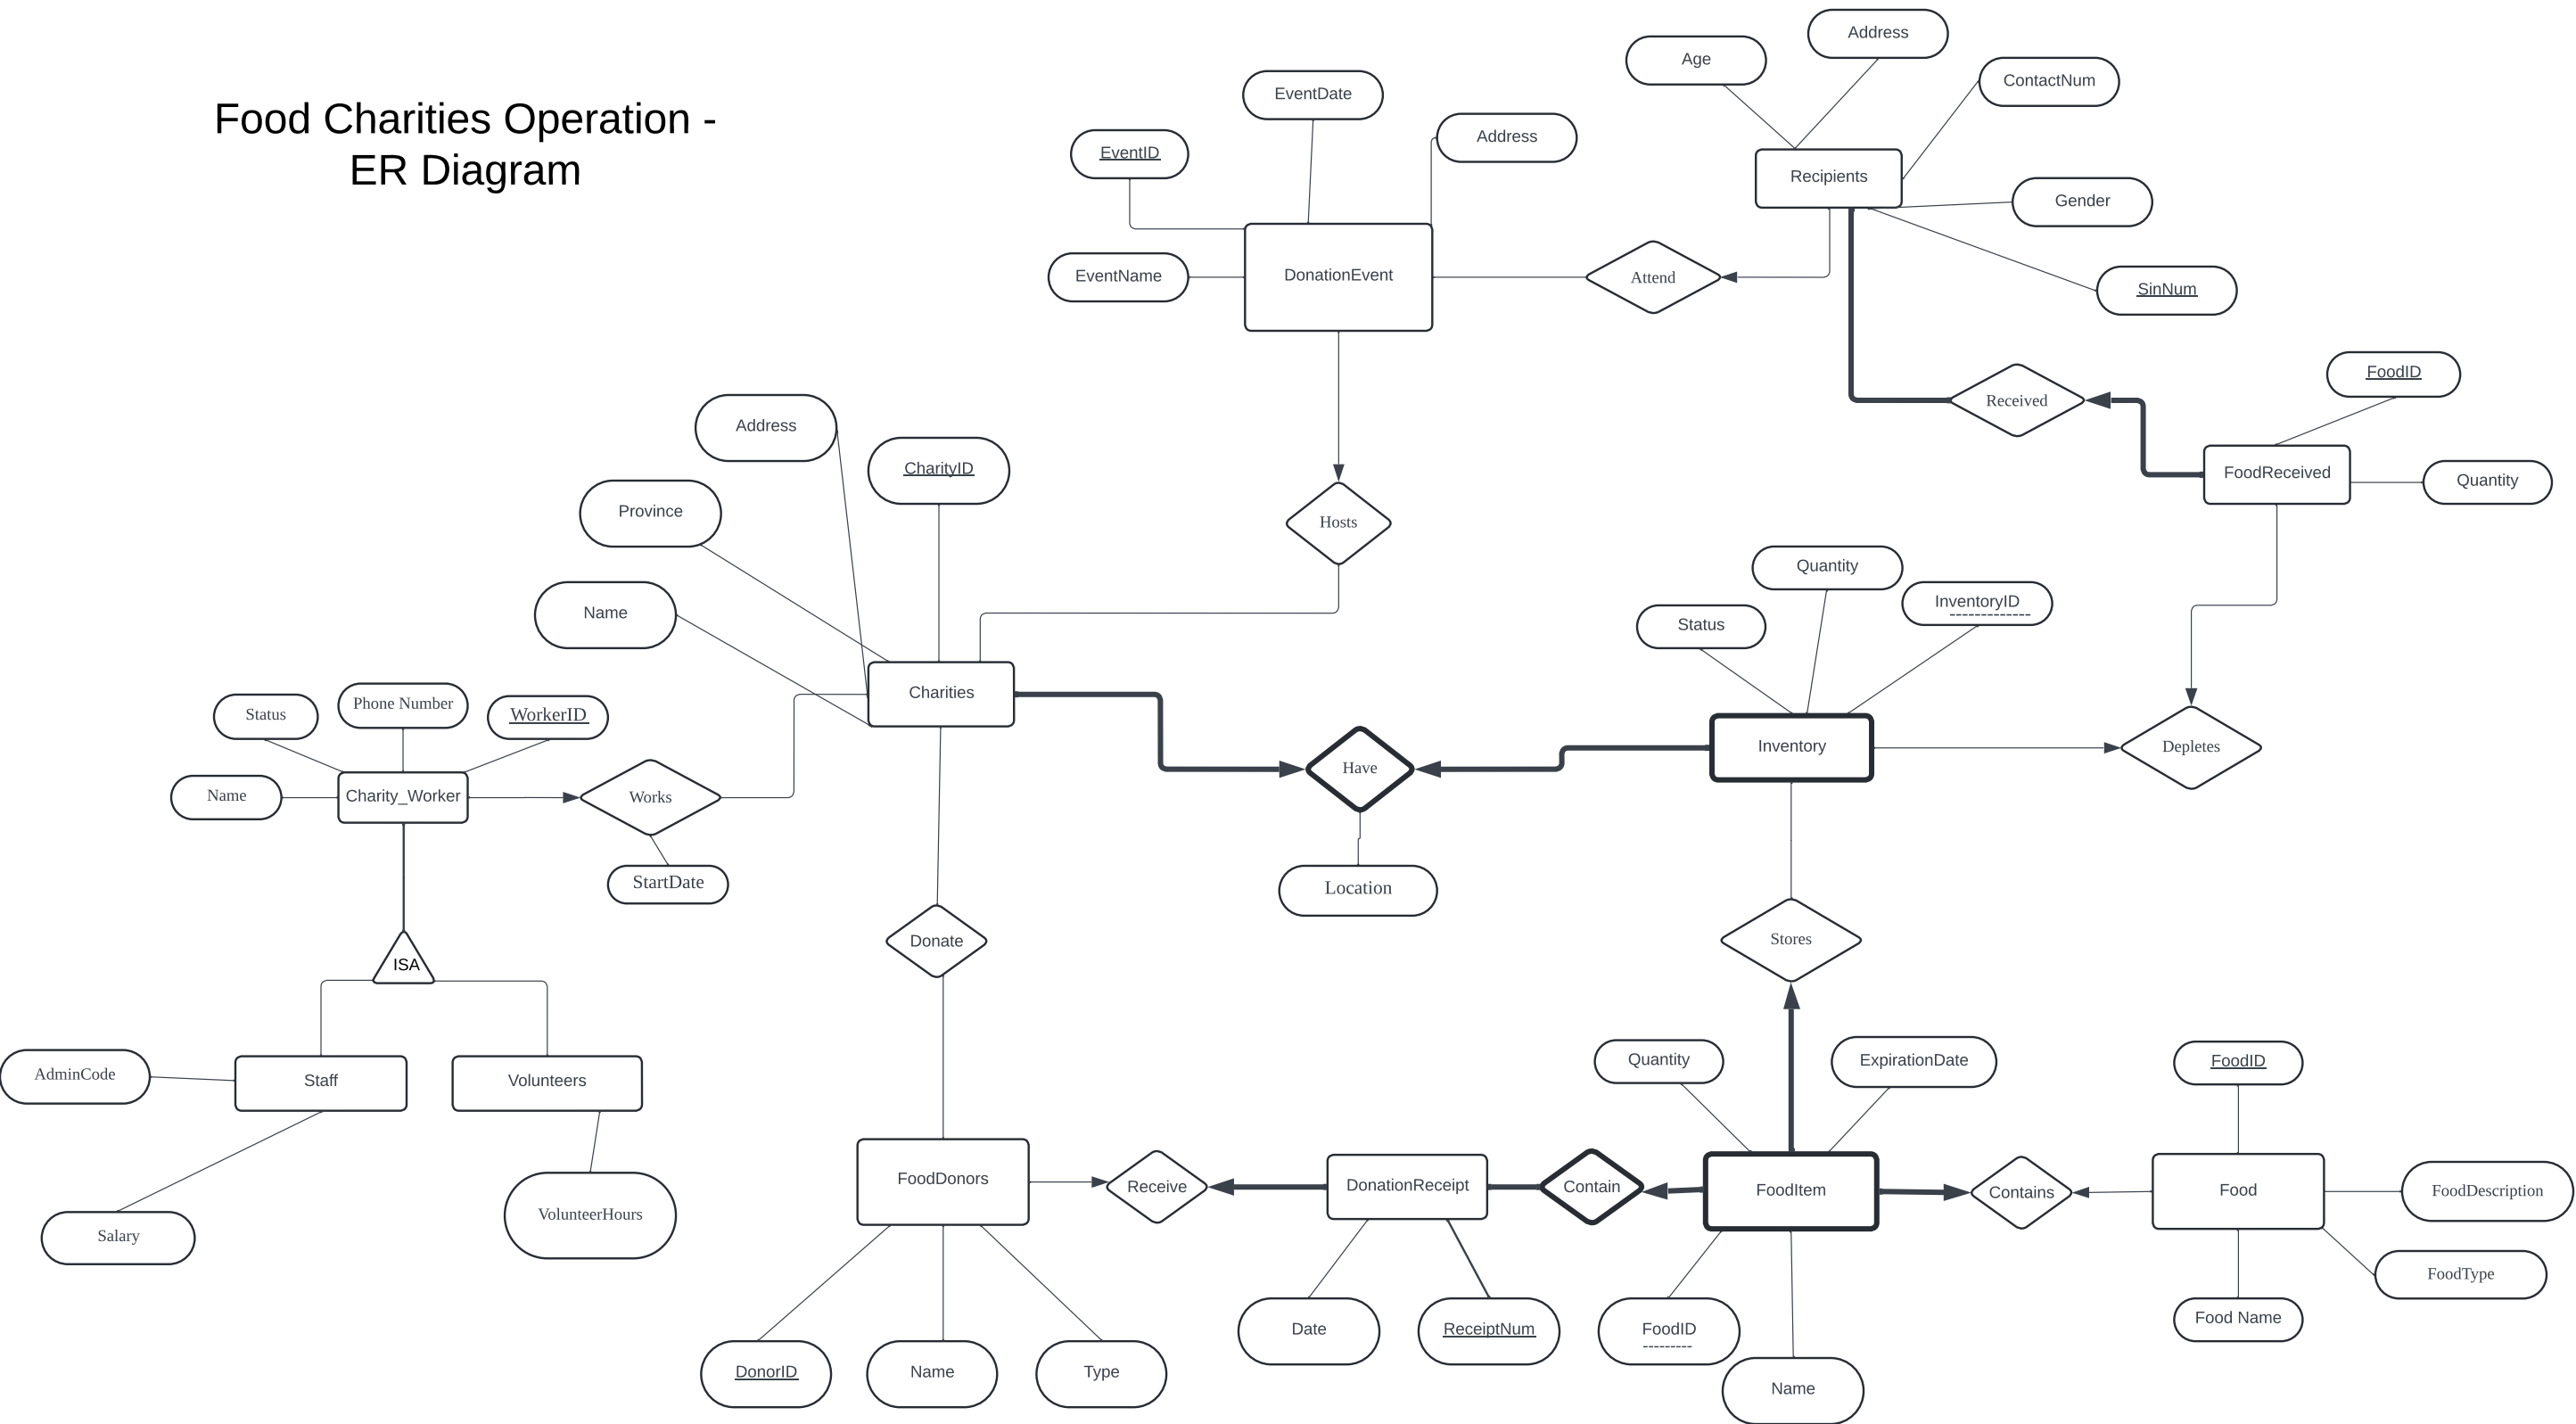 Food Charities Operation -
ER Diagram
Address
Age
ContactNum
EventDate
Address
EventID
Recipients
Gender
EventName
DonationEvent
Attend
SinNum
FoodID
Received
Address
CharityID
FoodReceived
Quantity
Province
Hosts
Quantity
InventoryID
-------------
Name
Status
Charities
Status
Phone Number
WorkerID
Inventory
Depletes
Have
Name
Charity_Worker
Works
StartDate
Location
Donate
Stores
ISA
Quantity
ExpirationDate
FoodID
AdminCode
Staff
Volunteers
FoodDonors
Receive
DonationReceipt
Contain
FoodItem
Contains
Food
FoodDescription
VolunteerHours
Salary
FoodType
Food Name
Date
ReceiptNum
FoodID
---------
DonorID
Name
Type
Name